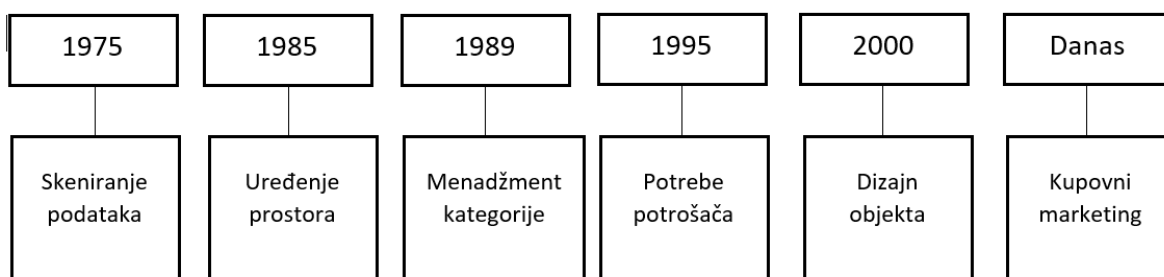 1975
1985
1989
1995
2000
Danas
Skeniranje
podataka
Uređenje
prostora
Menadžment
kategorije
Potrebe
potrošača
Dizajn
objekta
Kupovni
marketing